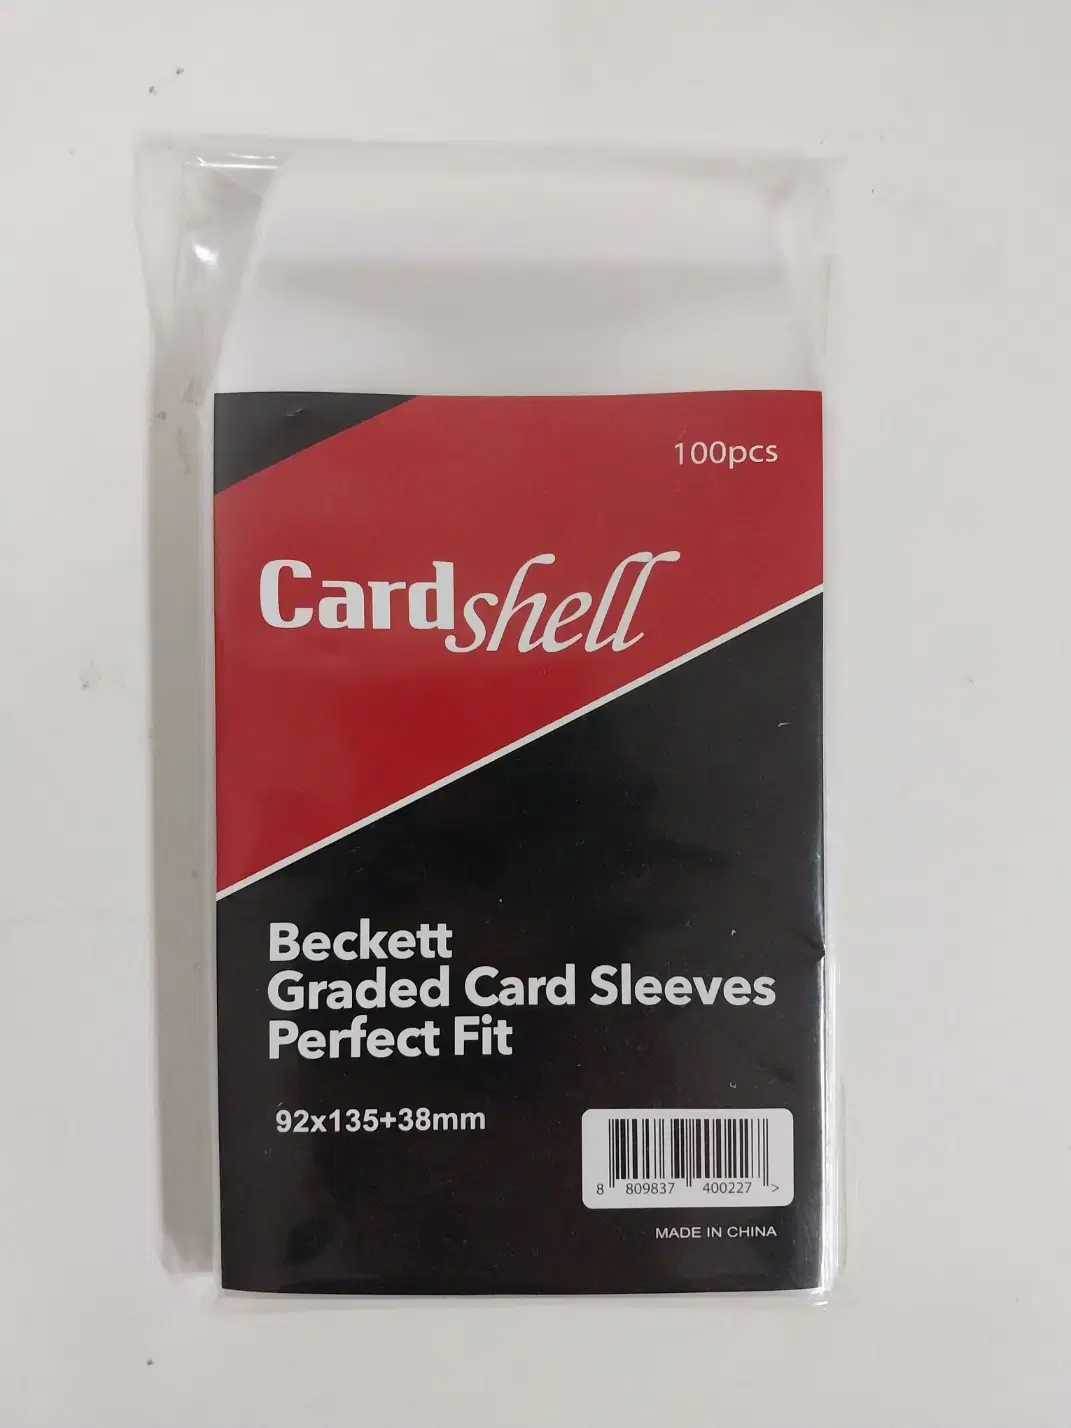 100pcs
Cardshell
Beckett
Graded Card Sleeves
Perfect Fit
92x135+38mm
8 809837 400227 >
MADE IN CHINA